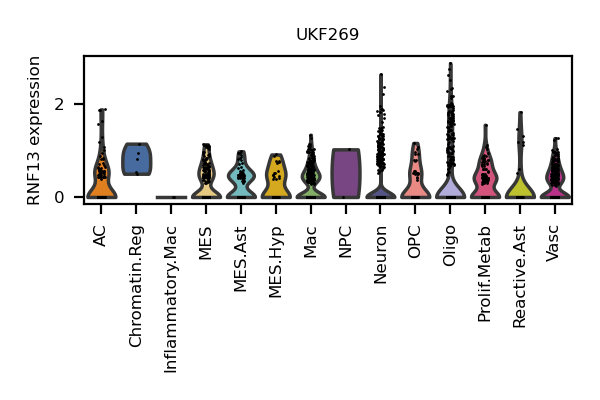 UKF269
RNF13 expression
2
0
AC
Chromatin.Reg
Inflammatory.Mac
MES
MES.Ast
MES.Hyp
Mac
NPC
Neuron
OPC
Oligo
Prolif.Metab
Reactive.Ast
Vasc